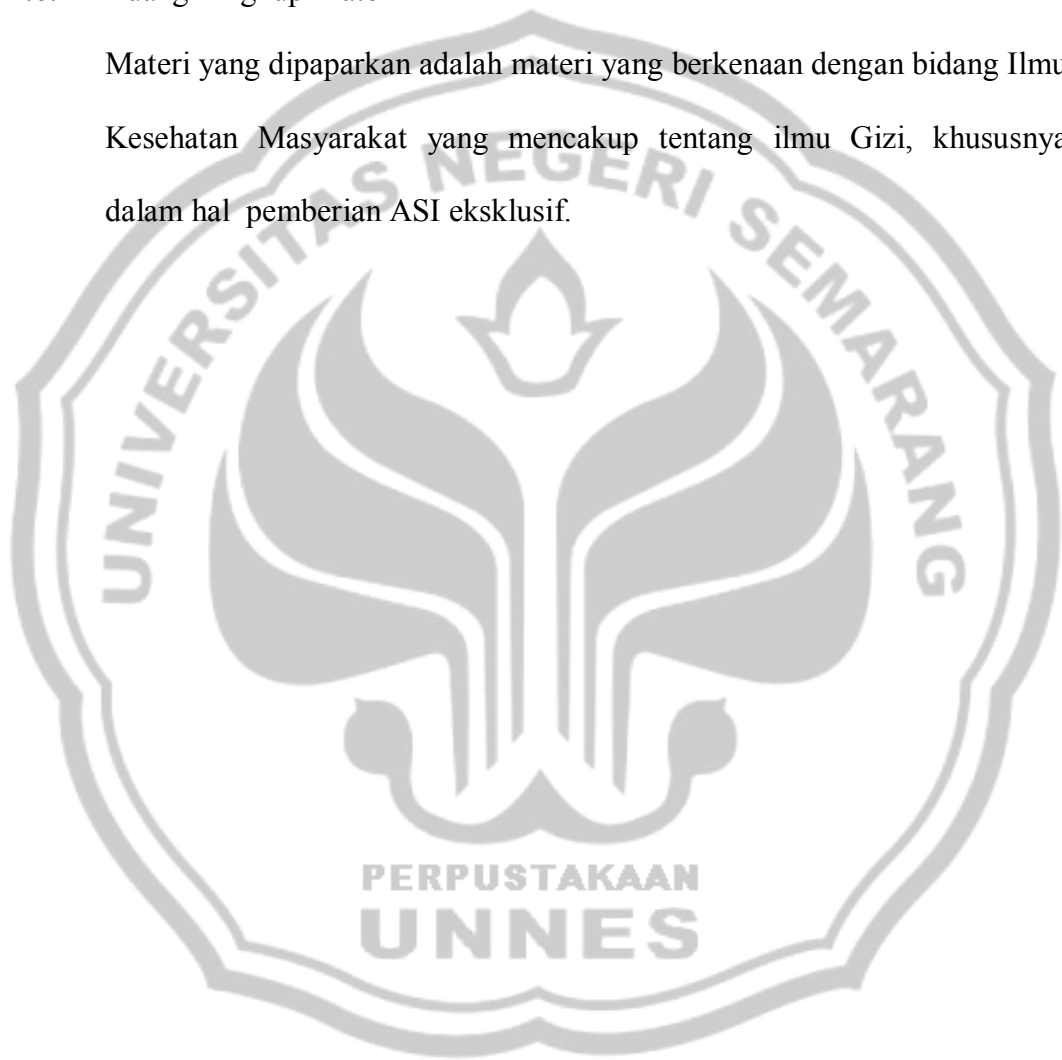 Materi yang dipaparkan adalah materi yang berkenaan dengan bidang Ilmu
Kesehatan Masyarakat yang mencakup tentang ilmu Gizi, khususnya
dalam hal pemberian ASI eksklusif.
UNIVERSITAS NEGERI SEMARANG
PERPUSTAKAAN
UNNES